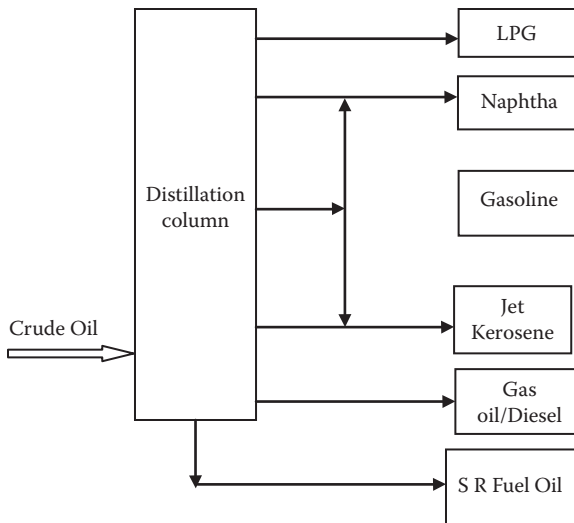 LPG
Naphtha
Distillation
column
Gasoline
Crude Oil
Jet
Kerosene
Gas
oil/Diesel
S R Fuel Oil